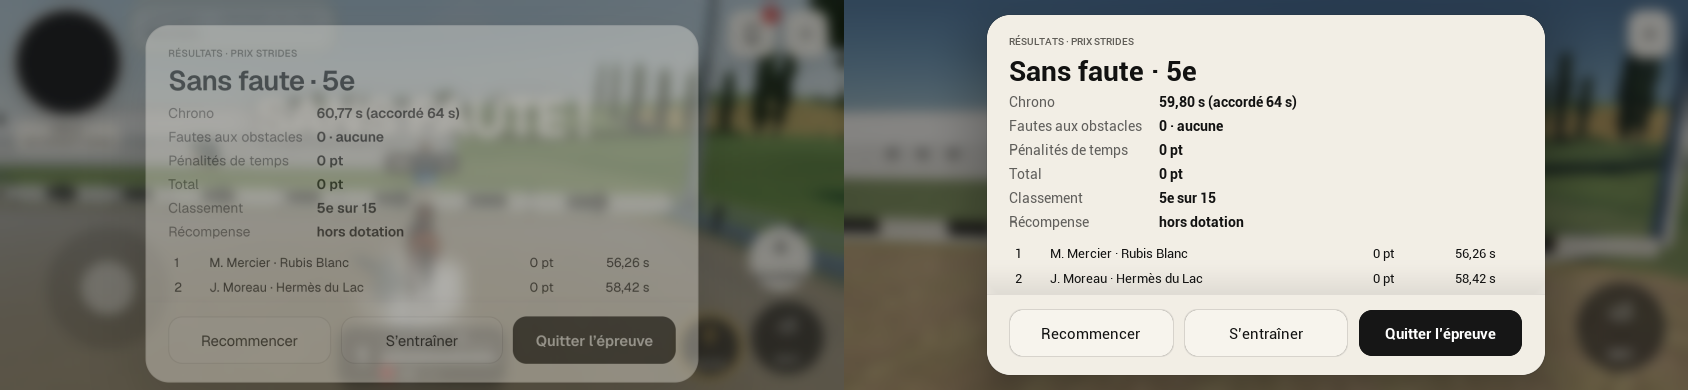 RÉSULTATS · PRIX STRIDES
Sans faute · 5e
Chrono 60,77 s (accordé 64 s)
Fautes aux obstacles 0 · aucune
Pénalités de temps 0 pt
Total 0 pt
Classement 5e sur 15
Récompense hors dotation
1 M. Mercier · Rubis Blanc 0 pt 56,26 s
2 J. Moreau · Hermès du Lac 0 pt 58,42 s
Recommencer S'entraîner Quitter l'épreuve
RÉSULTATS · PRIX STRIDES
Sans faute · 5e
Chrono 59,80 s (accordé 64 s)
Fautes aux obstacles 0 · aucune
Pénalités de temps 0 pt
Total 0 pt
Classement 5e sur 15
Récompense hors dotation
1 M. Mercier · Rubis Blanc 0 pt 56,26 s
2 J. Moreau · Hermès du Lac 0 pt 58,42 s
Recommencer S'entraîner Quitter l'épreuve